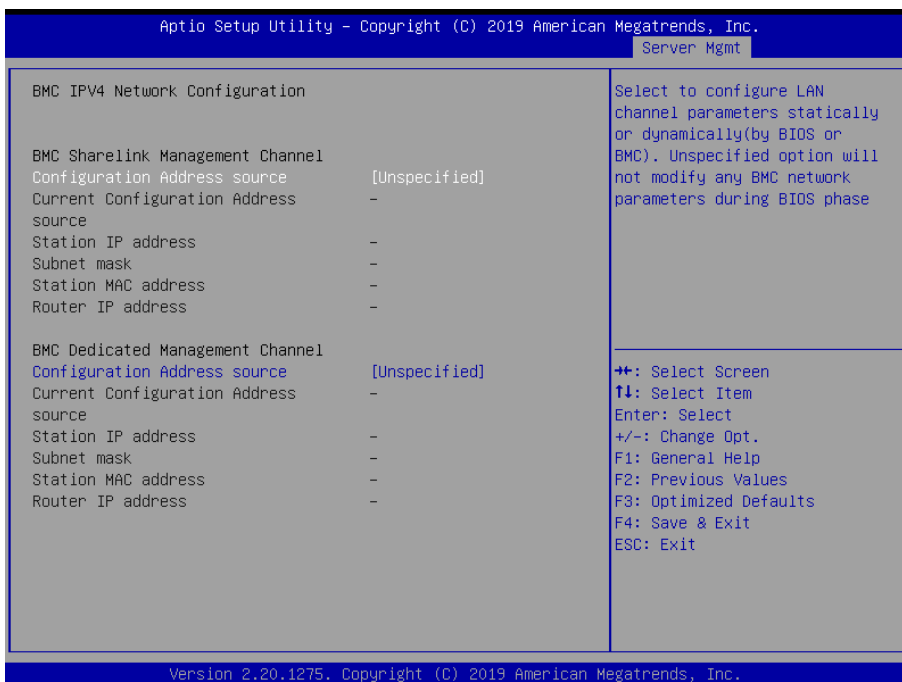 Aptio Setup Utility – Copyright (C) 2019 American Megatrends, Inc.
Server Mgmt
BMC IPV4 Network Configuration
BMC Sharelink Management Channel
Configuration Address source [Unspecified]
Current Configuration Address source –
Station IP address –
Subnet mask –
Station MAC address –
Router IP address –
BMC Dedicated Management Channel
Configuration Address source [Unspecified]
Current Configuration Address source –
Station IP address –
Subnet mask –
Station MAC address –
Router IP address –
Select to configure LAN
channel parameters statically
or dynamically(by BIOS or
BMC). Unspecified option will
not modify any BMC network
parameters during BIOS phase
→←: Select Screen
↑↓: Select Item
Enter: Select
+/-: Change Opt.
F1: General Help
F2: Previous Values
F3: Optimized Defaults
F4: Save & Exit
ESC: Exit
Version 2.20.1275. Copyright (C) 2019 American Megatrends, Inc.